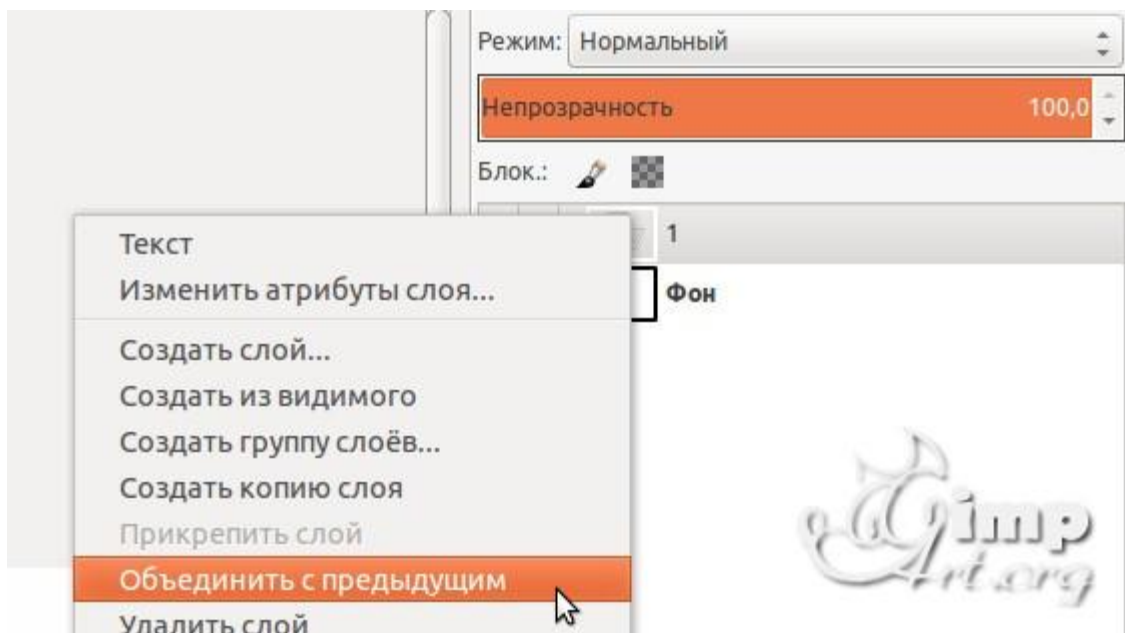 Режим: Нормальный
Непрозрачность 100,0
Блок.:
1
Фон
Текст
Изменить атрибуты слоя...
Создать слой...
Создать из видимого
Создать группу слоёв...
Создать копию слоя
Прикрепить слой
Объединить с предыдущим
Удалить слой
Gimp
Art.org